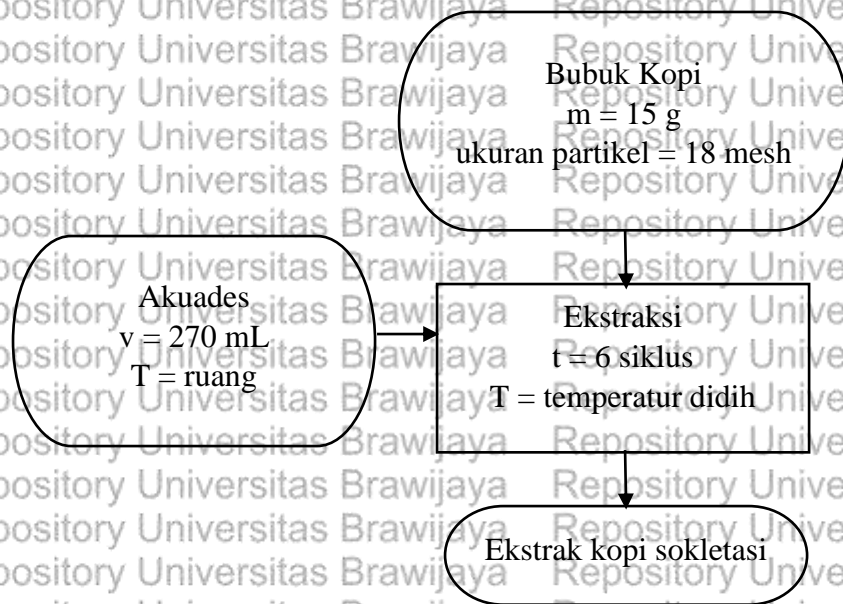 Bubuk Kopi
m = 15 g
ukuran partikel = 18 mesh
Akuades
v = 270 mL
T = ruang
Ekstraksi
t = 6 siklus
T = temperatur didih
Ekstrak kopi sokletasi
Repository Universitas Brawijaya